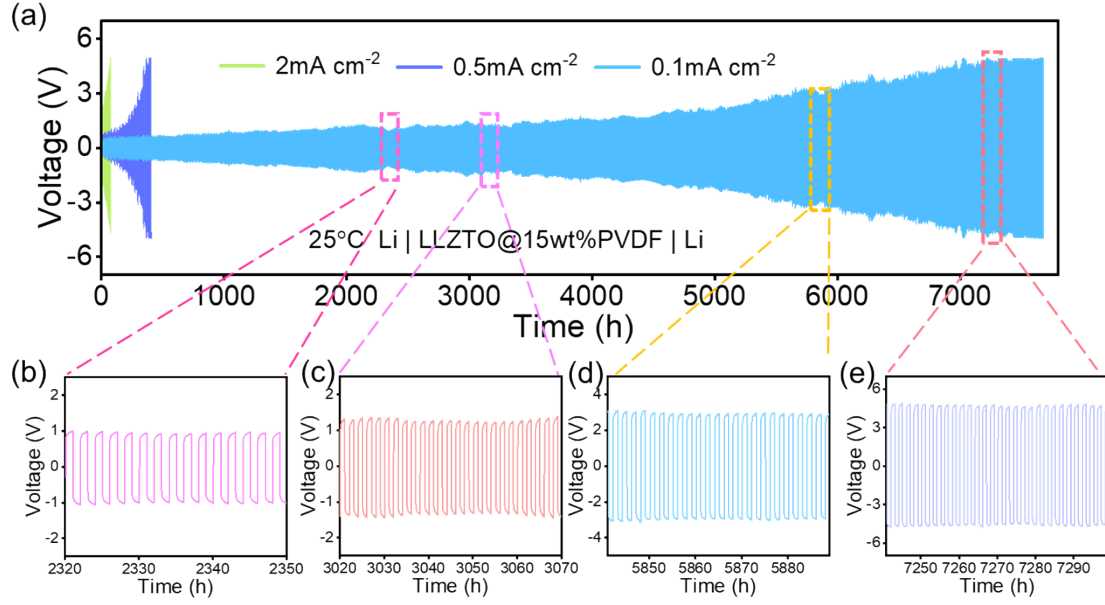 (a)
Voltage (V)
6
3
0
-3
-6
2mA cm⁻² 0.5mA cm⁻² 0.1mA cm⁻²
25°C Li | LLZTO@15wt%PVDF | Li
0 1000 2000 3000 4000 5000 6000 7000
Time (h)
(b)
Voltage (V)
2
1
0
-1
-2
2320 2330 2340 2350
Time (h)
(c)
Voltage (V)
2
1
0
-1
-2
3020 3030 3040 3050 3060 3070
Time (h)
(d)
Voltage (V)
4
2
0
-2
-4
5850 5860 5870 5880
Time (h)
(e)
Voltage (V)
6
3
0
-3
-6
7250 7260 7270 7280 7290
Time (h)